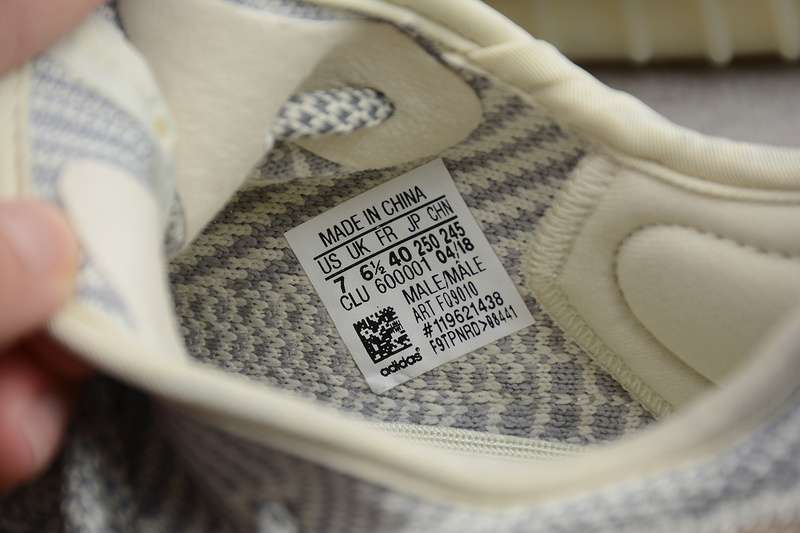 MADE IN CHINA
US UK FR JP CHN
7 6½ 40 250 245
CLU 600001 04/18
MALE/MALE
ART FQ9010
#119621438
F9TPNRD>08441
adidas®